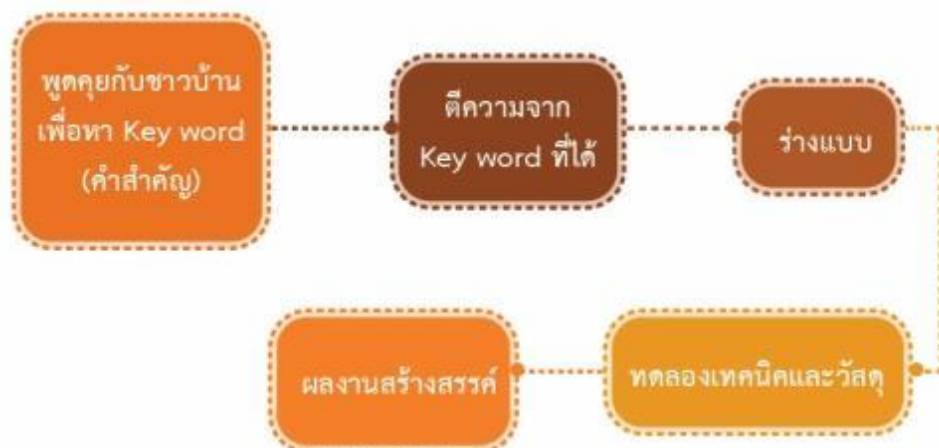 พูดคุยกับชาวบ้าน
เพื่อหา Key word
(คำสำคัญ)
ตีความจาก
Key word ที่ได้
ร่างแบบ
ทดลองเทคนิคและวัสดุ
ผลงานสร้างสรรค์